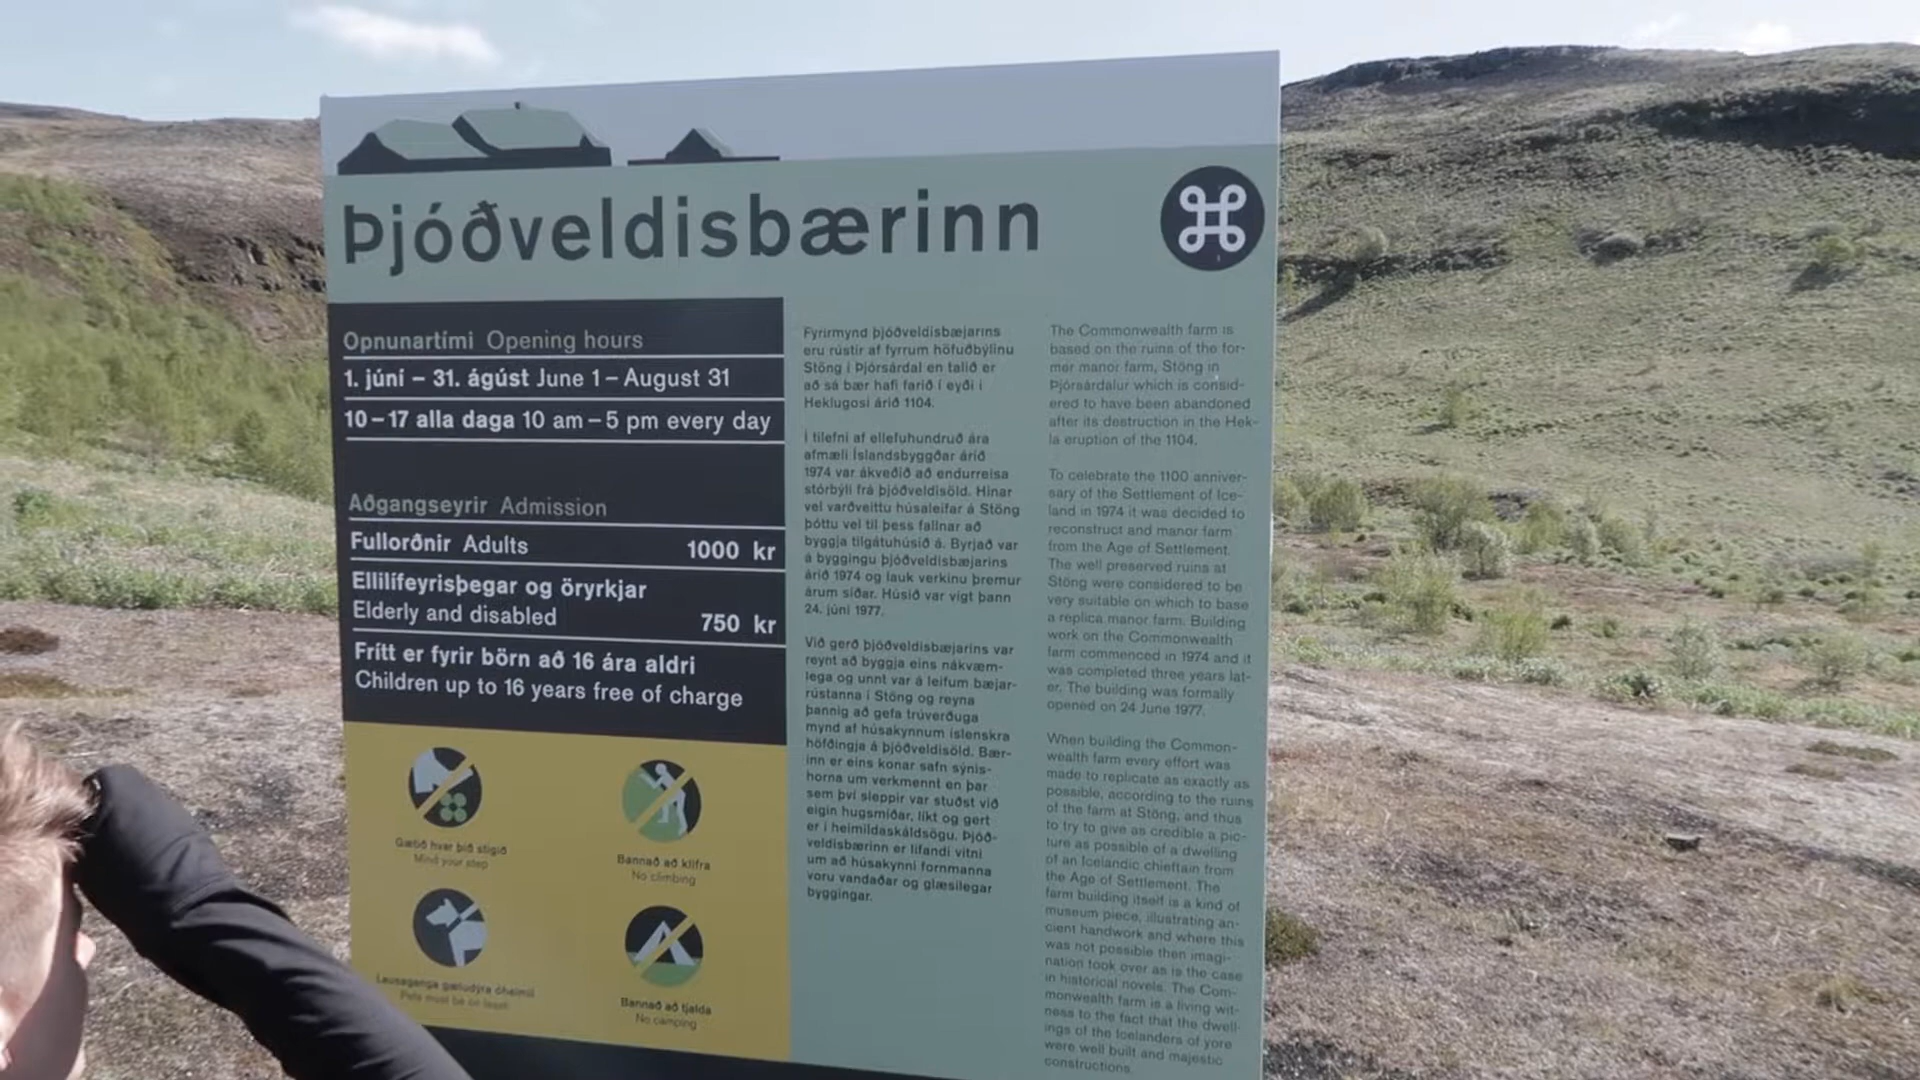 Þjóðveldisbærinn
Opnunartími Opening hours
1. júní – 31. ágúst June 1 – August 31
10 – 17 alla daga 10 am – 5 pm every day
Aðgangseyrir Admission
Fullorðnir Adults 1000 kr
Ellilífeyrisþegar og öryrkjar
Elderly and disabled 750 kr
Frítt er fyrir börn að 16 ára aldri
Children up to 16 years free of charge
Gætið hvar þið stigið
Mind your step
Bannað að klifra
No climbing
Lausaganga gæludýra óheimil
Pets must be on leash
Bannað að tjalda
No camping
Fyrirmynd þjóðveldisbæjarins
eru rústir af fyrrum höfuðbýlinu
Stöng í Þjórsárdal en talið er
að sá bær hafi farið í eyði í
Heklugosi árið 1104.
Í tilefni af ellefuhundruð ára
afmæli Íslandsbyggðar árið
1974 var ákveðið að endurreisa
stórbýli frá þjóðveldisöld. Hinar
vel varðveittu húsaleifar á Stöng
þóttu vel til þess fallnar að
byggja tilgátuhúsið á. Byrjað var
á byggingu þjóðveldisbæjarins
árið 1974 og lauk verkinu þremur
árum síðar. Húsið var vígt þann
24. júní 1977.
Við gerð þjóðveldisbæjarins var
reynt að byggja eins nákvæm-
lega og unnt var á leifum bæjar-
rústanna í Stöng og reyna
þannig að gefa trúverðuga
mynd af húsakynnum íslenskra
höfðingja á þjóðveldisöld. Bær-
inn er eins konar safn sýnis-
horna um verkmennt en þar
sem því sleppir var stuðst við
eigin hugsmíðar, líkt og gert
er í heimildaskáldsögu. Þjóð-
veldisbærinn er lifandi vitni
um að húsakynni fornmanna
voru vandaðar og glæsilegar
byggingar.
The Commonwealth farm is
based on the ruins of the for-
mer manor farm, Stöng in
Þjórsárdalur which is consid-
ered to have been abandoned
after its destruction in the Hek-
la eruption of the 1104.
To celebrate the 1100 anniver-
sary of the Settlement of Ice-
land in 1974 it was decided to
reconstruct and manor farm
from the Age of Settlement.
The well preserved ruins at
Stöng were considered to be
very suitable on which to base
a replica manor farm. Building
work on the Commonwealth
farm commenced in 1974 and it
was completed three years lat-
er. The building was formally
opened on 24 June 1977.
When building the Common-
wealth farm every effort was
made to replicate as exactly as
possible, according to the ruins
of the farm at Stöng, and thus
to try to give as credible a pic-
ture as possible of a dwelling
of an Icelandic chieftain from
the Age of Settlement. The
farm building itself is a kind of
museum piece, illustrating an-
cient handwork and where this
was not possible then imagi-
nation took over as is the case
in historical novels. The Com-
monwealth farm is a living wit-
ness to the fact that the dwell-
ings of the Icelanders of yore
were well built and majestic
constructions.